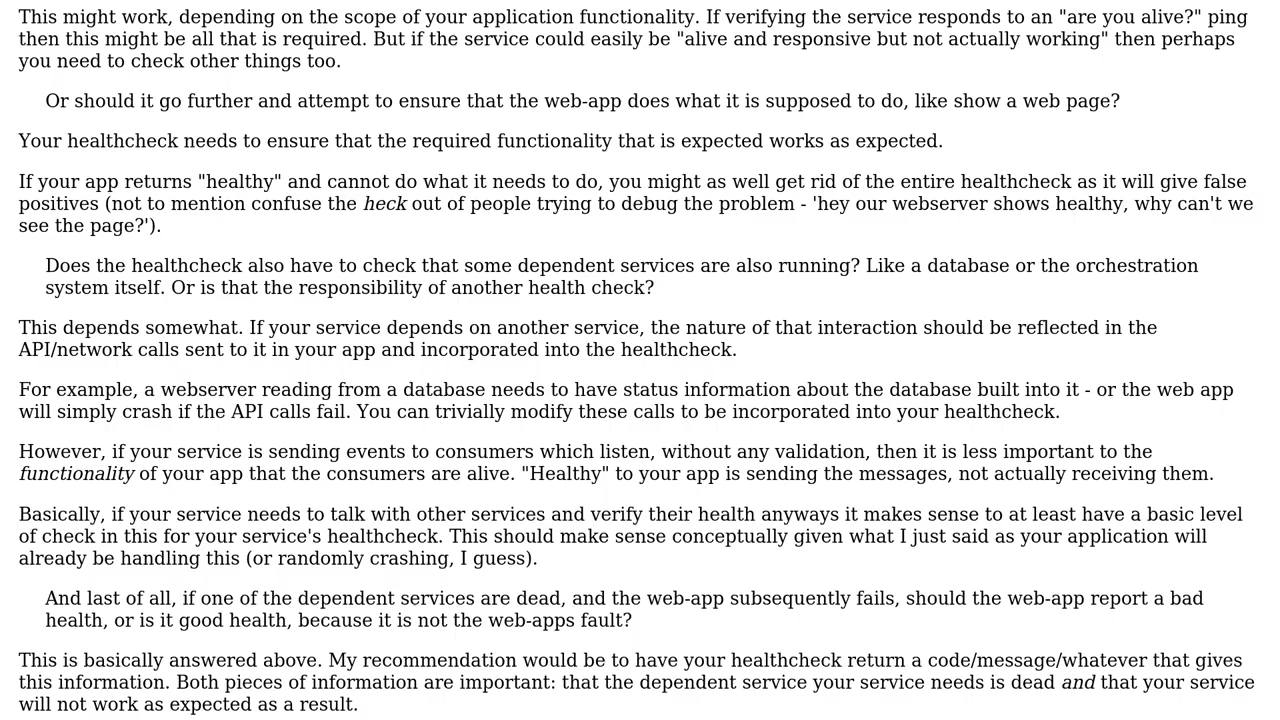 This might work, depending on the scope of your application functionality. If verifying the service responds to an "are you alive?" ping
then this might be all that is required. But if the service could easily be "alive and responsive but not actually working" then perhaps
you need to check other things too.
Or should it go further and attempt to ensure that the web-app does what it is supposed to do, like show a web page?
Your healthcheck needs to ensure that the required functionality that is expected works as expected.
If your app returns "healthy" and cannot do what it needs to do, you might as well get rid of the entire healthcheck as it will give false
positives (not to mention confuse the heck out of people trying to debug the problem - 'hey our webserver shows healthy, why can't we
see the page?').
Does the healthcheck also have to check that some dependent services are also running? Like a database or the orchestration
system itself. Or is that the responsibility of another health check?
This depends somewhat. If your service depends on another service, the nature of that interaction should be reflected in the
API/network calls sent to it in your app and incorporated into the healthcheck.
For example, a webserver reading from a database needs to have status information about the database built into it - or the web app
will simply crash if the API calls fail. You can trivially modify these calls to be incorporated into your healthcheck.
However, if your service is sending events to consumers which listen, without any validation, then it is less important to the
functionality of your app that the consumers are alive. "Healthy" to your app is sending the messages, not actually receiving them.
Basically, if your service needs to talk with other services and verify their health anyways it makes sense to at least have a basic level
of check in this for your service's healthcheck. This should make sense conceptually given what I just said as your application will
already be handling this (or randomly crashing, I guess).
And last of all, if one of the dependent services are dead, and the web-app subsequently fails, should the web-app report a bad
health, or is it good health, because it is not the web-apps fault?
This is basically answered above. My recommendation would be to have your healthcheck return a code/message/whatever that gives
this information. Both pieces of information are important: that the dependent service your service needs is dead and that your service
will not work as expected as a result.